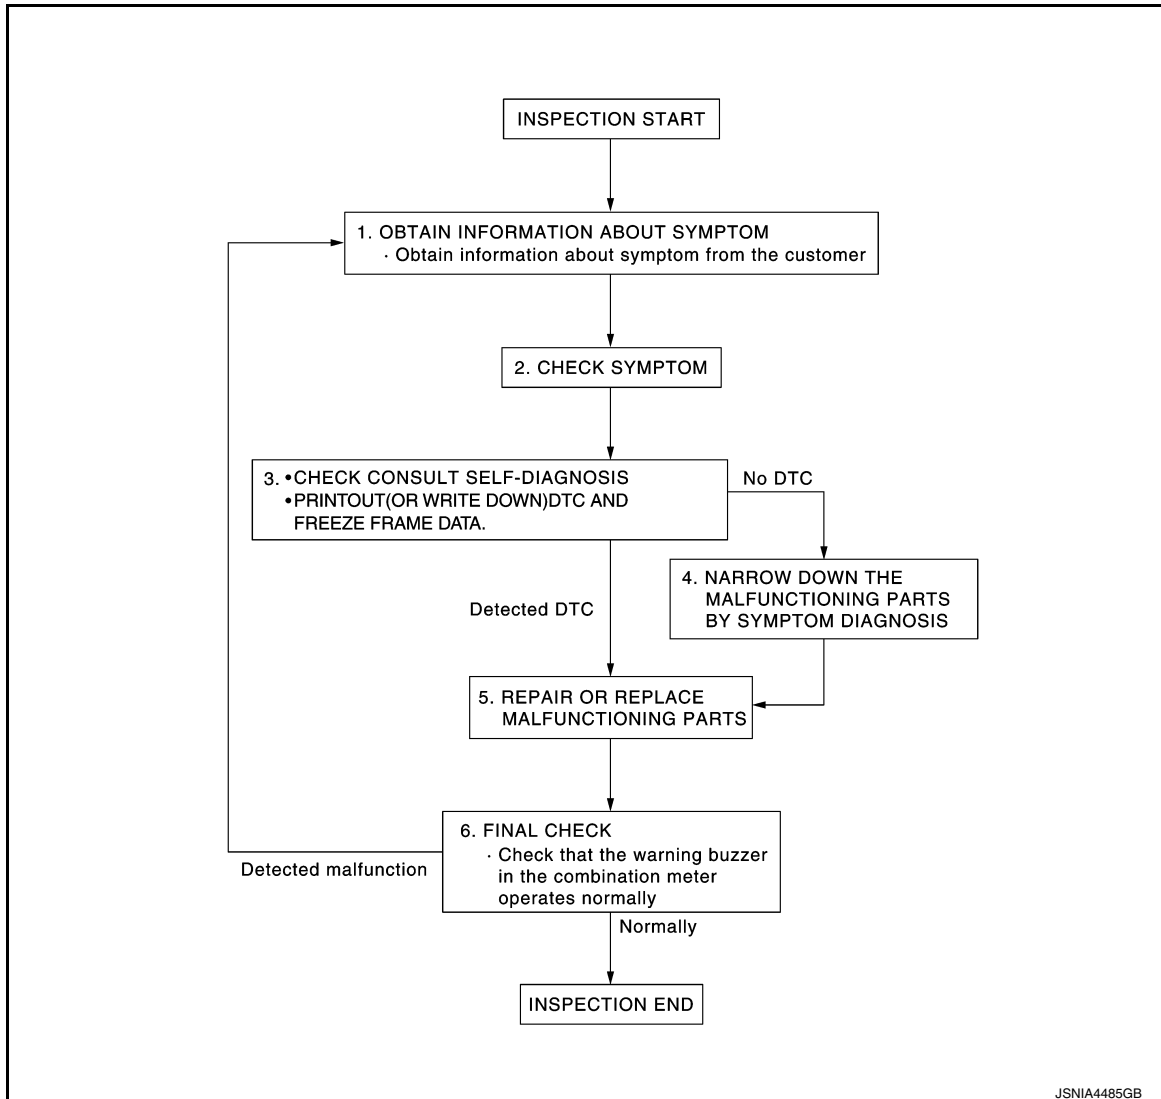 INSPECTION START
1. OBTAIN INFORMATION ABOUT SYMPTOM
· Obtain information about symptom from the customer
2. CHECK SYMPTOM
3. •CHECK CONSULT SELF-DIAGNOSIS
•PRINTOUT(OR WRITE DOWN)DTC AND
FREEZE FRAME DATA.
No DTC
4. NARROW DOWN THE
MALFUNCTIONING PARTS
BY SYMPTOM DIAGNOSIS
Detected DTC
5. REPAIR OR REPLACE
MALFUNCTIONING PARTS
6. FINAL CHECK
· Check that the warning buzzer
in the combination meter
operates normally
Detected malfunction
Normally
INSPECTION END
JSNIA4485GB